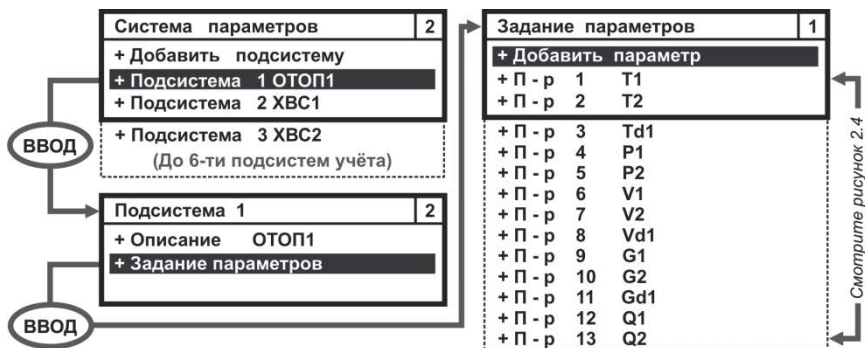 Система параметров 2
+ Добавить подсистему
+ Подсистема 1 ОТОП1
+ Подсистема 2 ХВС1
+ Подсистема 3 ХВС2
(До 6-ти подсистем учёта)
ВВОД
Подсистема 1 2
+ Описание ОТОП1
+ Задание параметров
ВВОД
Задание параметров 1
+ Добавить параметр
+ П - р 1 T1
+ П - р 2 T2
+ П - р 3 Td1
+ П - р 4 P1
+ П - р 5 P2
+ П - р 6 V1
+ П - р 7 V2
+ П - р 8 Vd1
+ П - р 9 G1
+ П - р 10 G2
+ П - р 11 Gd1
+ П - р 12 Q1
+ П - р 13 Q2
Смотрите рисунок 2.4